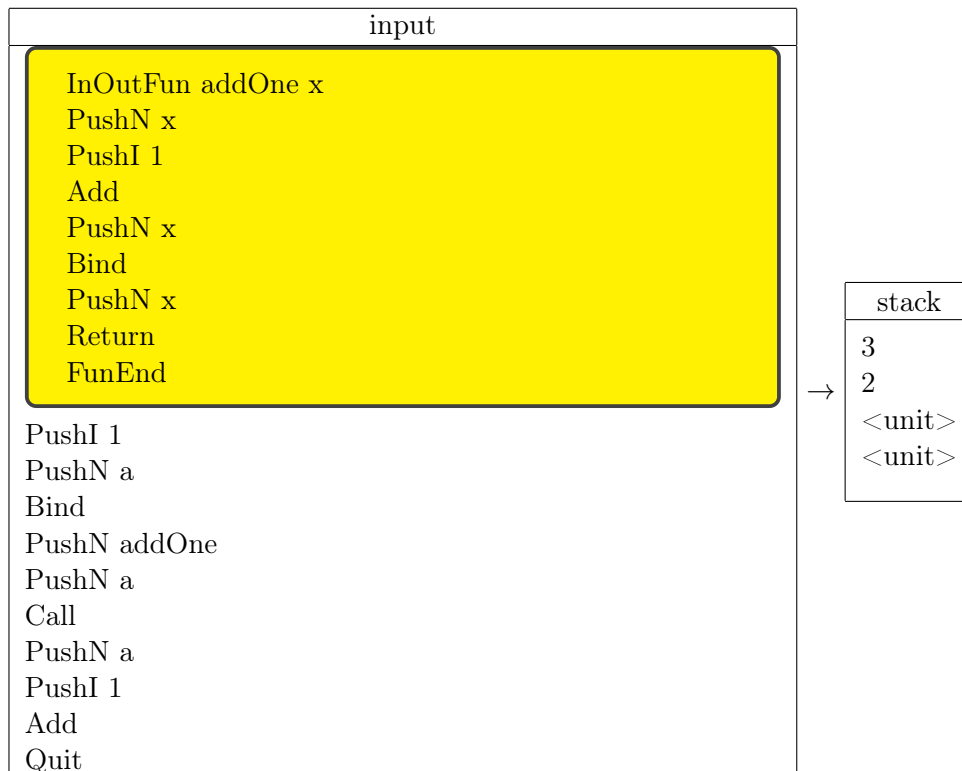 input
InOutFun addOne x
PushN x
PushI 1
Add
PushN x
Bind
PushN x
Return
FunEnd
PushI 1
PushN a
Bind
PushN addOne
PushN a
Call
PushN a
PushI 1
Add
Quit
→
stack
3
2
<unit>
<unit>